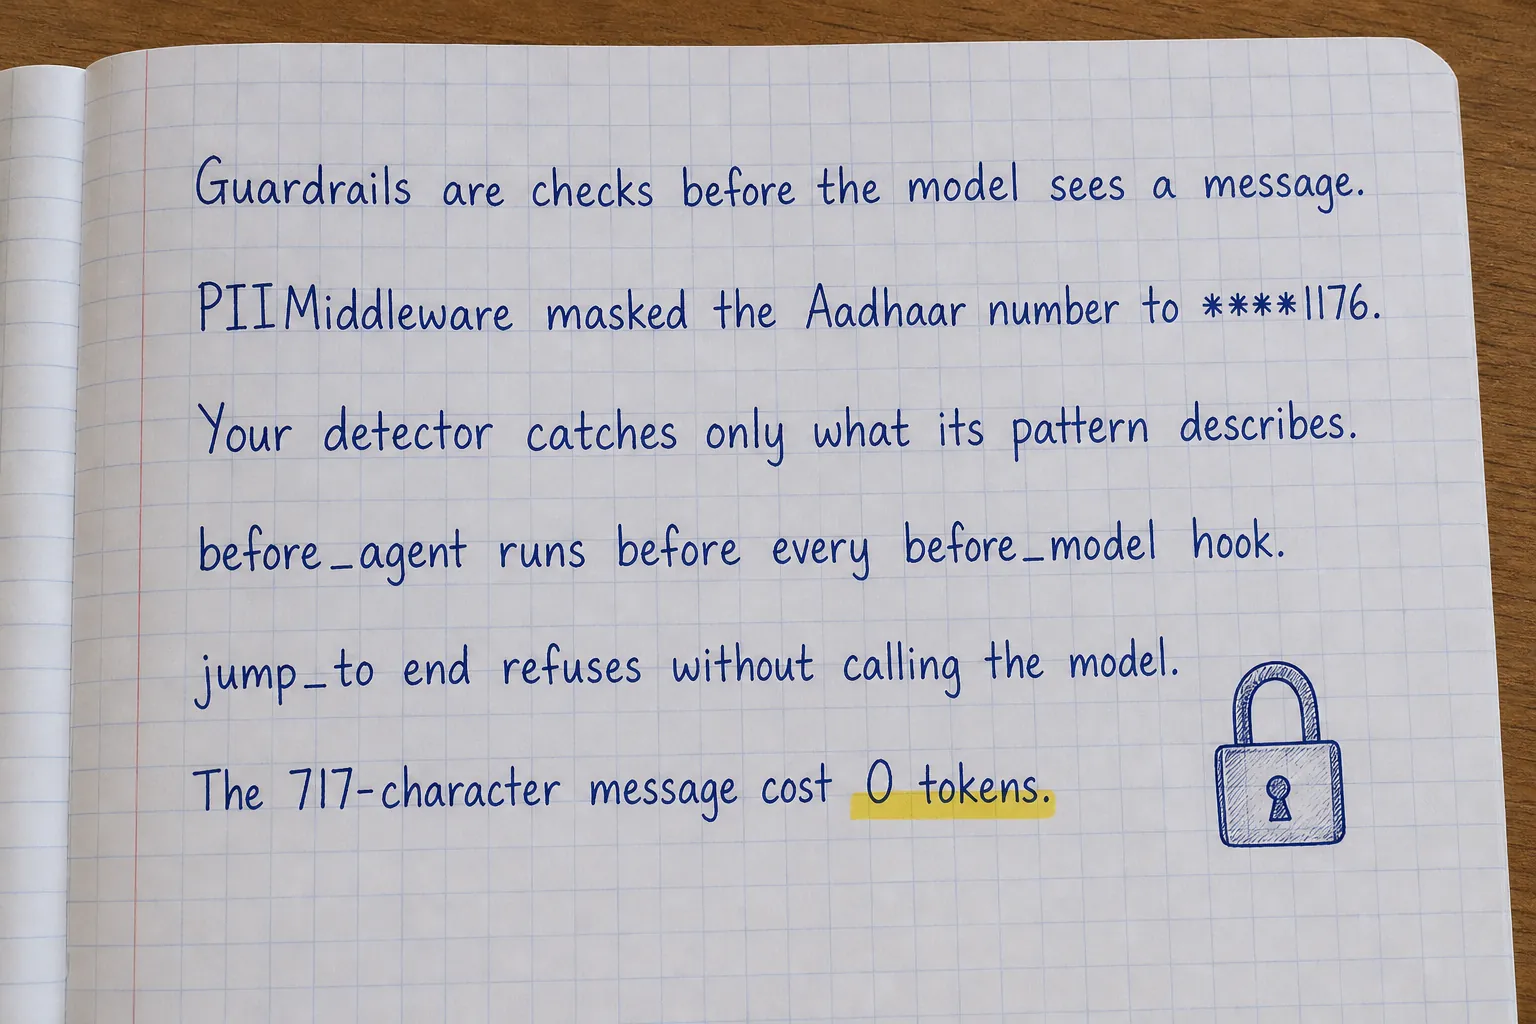 Guardrails are checks before the model sees a message.
PIIMiddleware masked the Aadhaar number to ****1176.
Your detector catches only what its pattern describes.
before_agent runs before every before_model hook.
jump_to end refuses without calling the model.
The 717-character message cost 0 tokens.